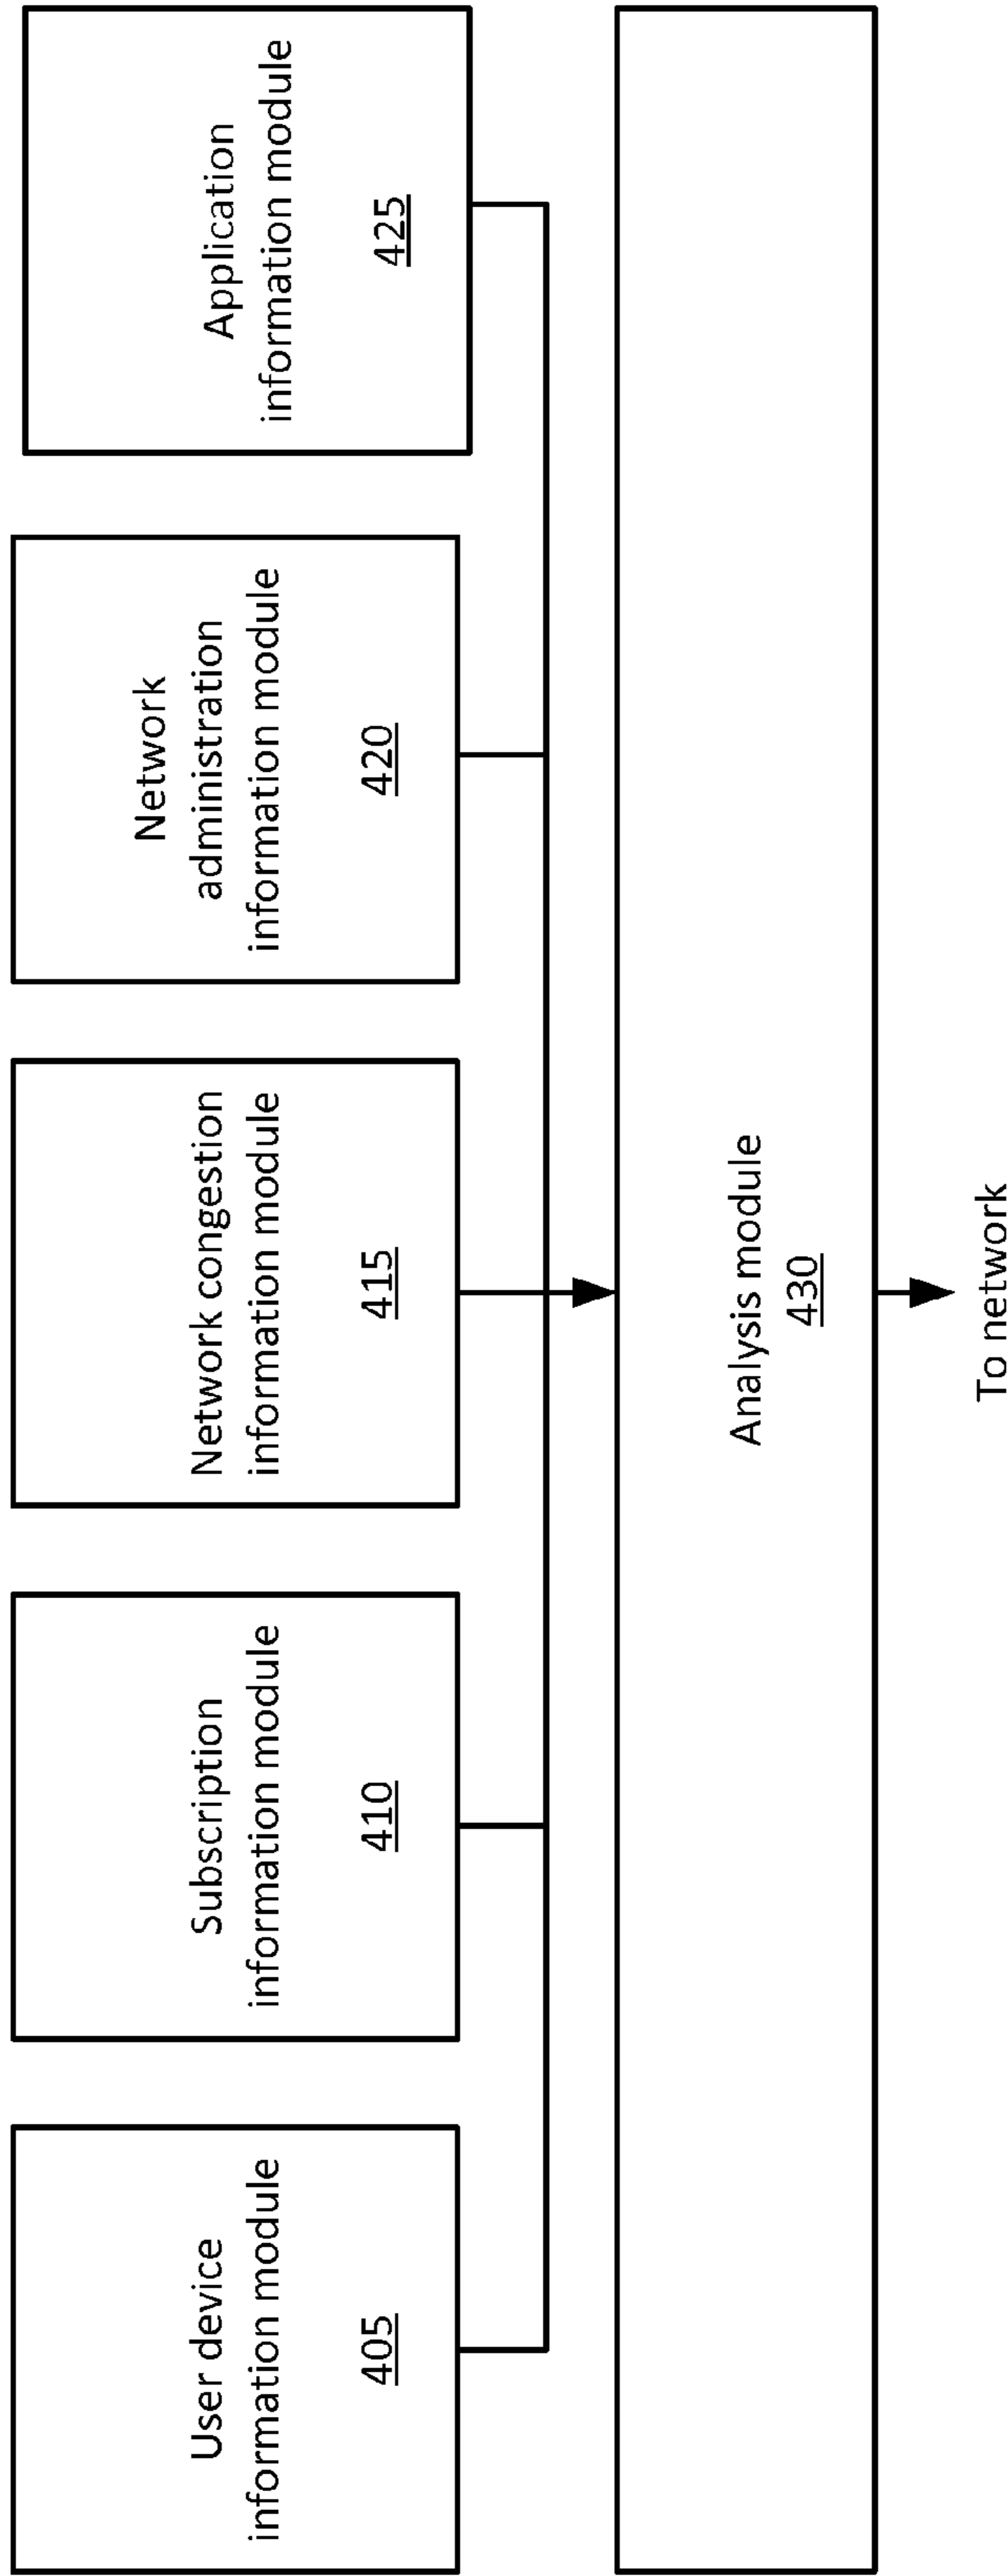 User device
information module
405
Subscription
information module
410
Network congestion
information module
415
Network
administration
information module
420
Application
information module
425
Analysis module
430
To network